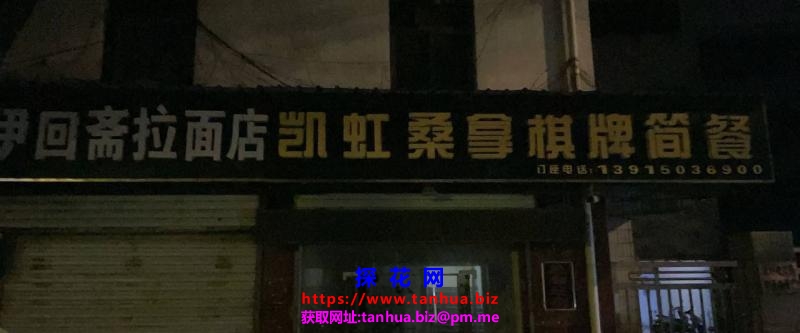 伊回斋拉面店 凯虹桑拿棋牌简餐
订座电话:13915036900
探花网
https://www.tanhua.biz
获取网址:tanhua.biz@pm.me